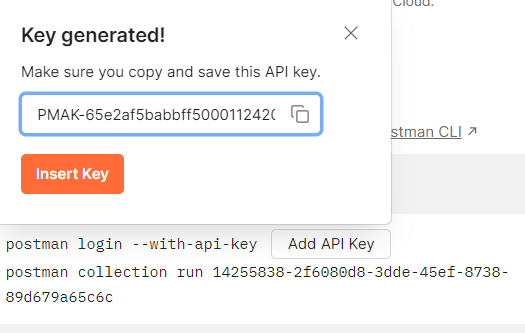 Cloud.
Key generated!
Make sure you copy and save this API key.
PMAK-65e2af5babbff500011242
stman CLI ↗
Insert Key
postman login --with-api-key Add API Key
postman collection run 14255838-2f6080d8-3dde-45ef-8738-
89d679a65c6c